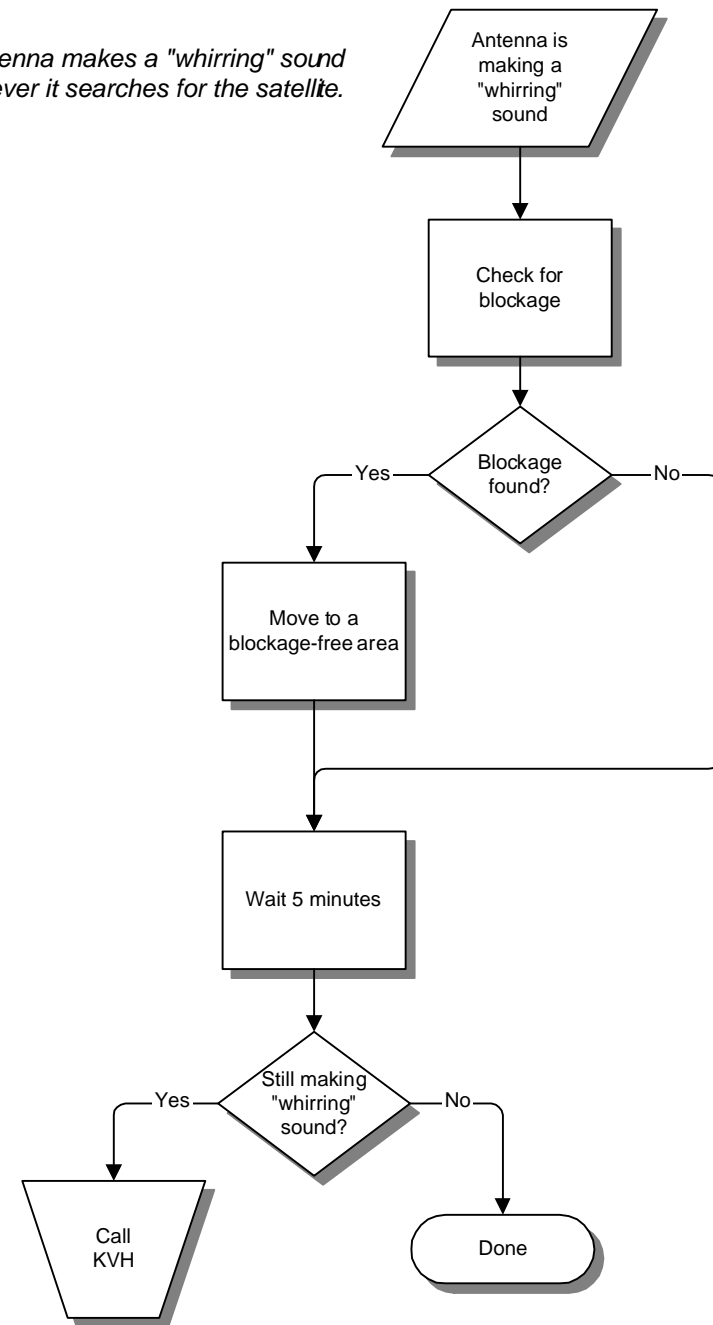 enna makes a "whirring" sound
ever it searches for the satellite.
Antenna is
making a
"whirring"
sound
Check for
blockage
Blockage
found?
Yes
No
Move to a
blockage-free area
Wait 5 minutes
Still making
"whirring"
sound?
Yes
No
Call
KVH
Done